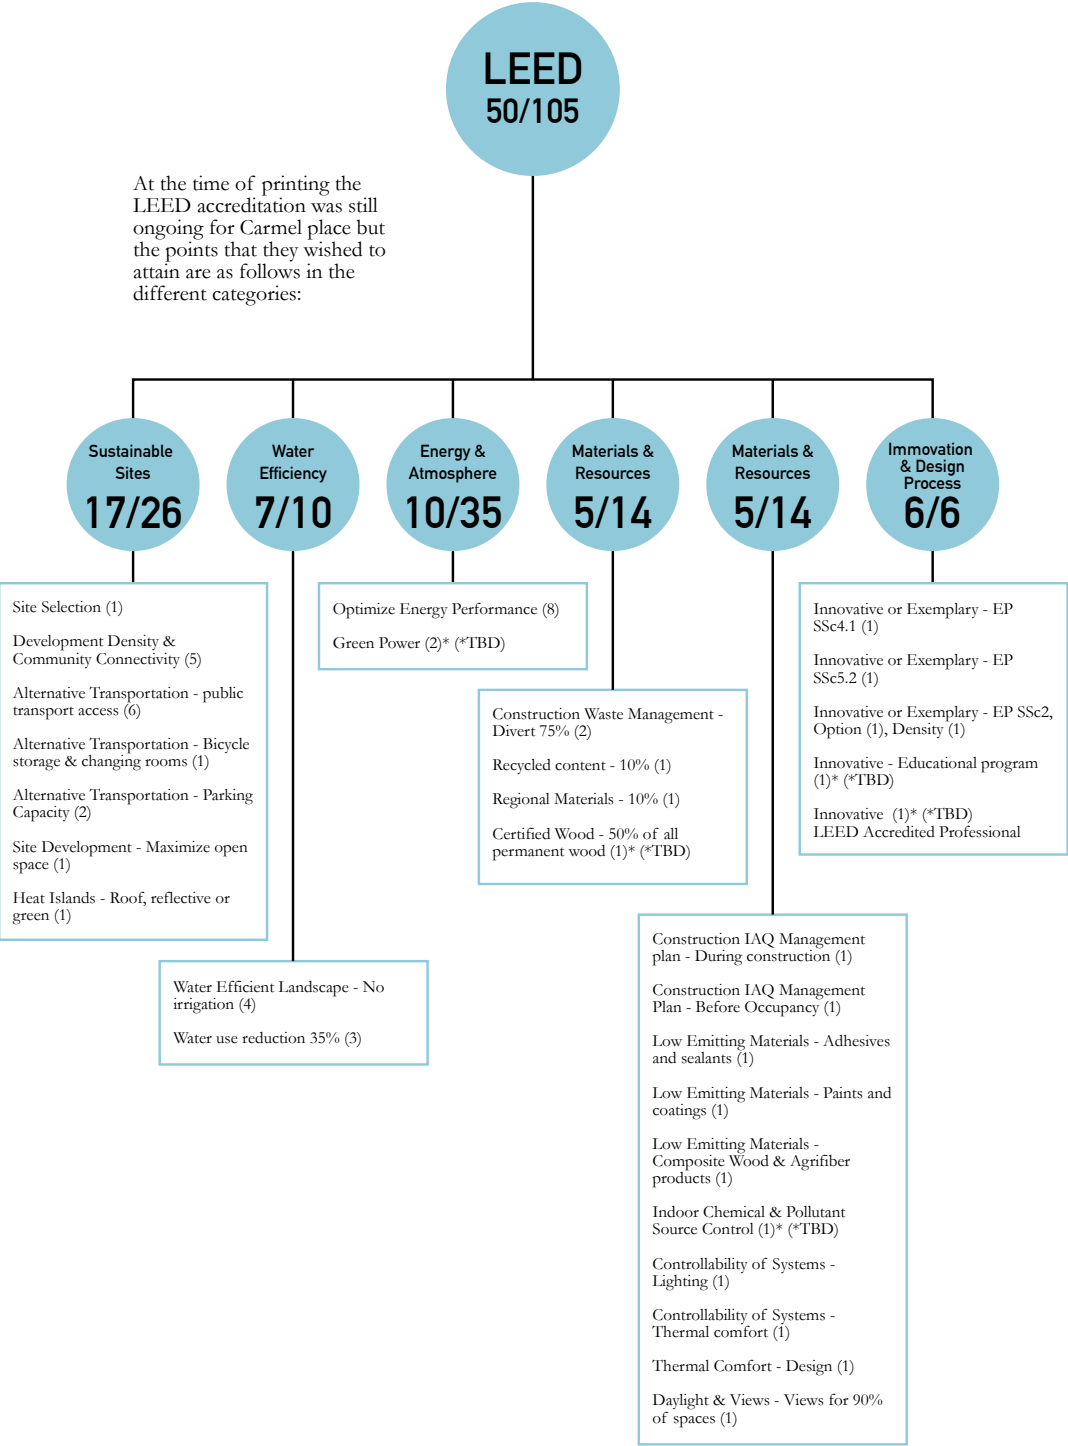 LEED
50/105
At the time of printing the
LEED accreditation was still
ongoing for Carmel place but
the points that they wished to
attain are as follows in the
different categories:
Sustainable
Sites
17/26
Water
Efficiency
7/10
Energy &
Atmosphere
10/35
Materials &
Resources
5/14
Materials &
Resources
5/14
Immovation
& Design
Process
6/6
Site Selection (1)
Development Density &
Community Connectivity (5)
Alternative Transportation - public
transport access (6)
Alternative Transportation - Bicycle
storage & changing rooms (1)
Alternative Transportation - Parking
Capacity (2)
Site Development - Maximize open
space (1)
Heat Islands - Roof, reflective or
green (1)
Water Efficient Landscape - No
irrigation (4)
Water use reduction 35% (3)
Optimize Energy Performance (8)
Green Power (2)* (*TBD)
Construction Waste Management -
Divert 75% (2)
Recycled content - 10% (1)
Regional Materials - 10% (1)
Certified Wood - 50% of all
permanent wood (1)* (*TBD)
Construction IAQ Management
plan - During construction (1)
Construction IAQ Management
Plan - Before Occupancy (1)
Low Emitting Materials - Adhesives
and sealants (1)
Low Emitting Materials - Paints and
coatings (1)
Low Emitting Materials -
Composite Wood & Agrifiber
products (1)
Indoor Chemical & Pollutant
Source Control (1)* (*TBD)
Controllability of Systems -
Lighting (1)
Controllability of Systems -
Thermal comfort (1)
Thermal Comfort - Design (1)
Daylight & Views - Views for 90%
of spaces (1)
Innovative or Exemplary - EP
SSc4.1 (1)
Innovative or Exemplary - EP
SSc5.2 (1)
Innovative or Exemplary - EP SSc2,
Option (1), Density (1)
Innovative - Educational program
(1)* (*TBD)
Innovative (1)* (*TBD)
LEED Accredited Professional